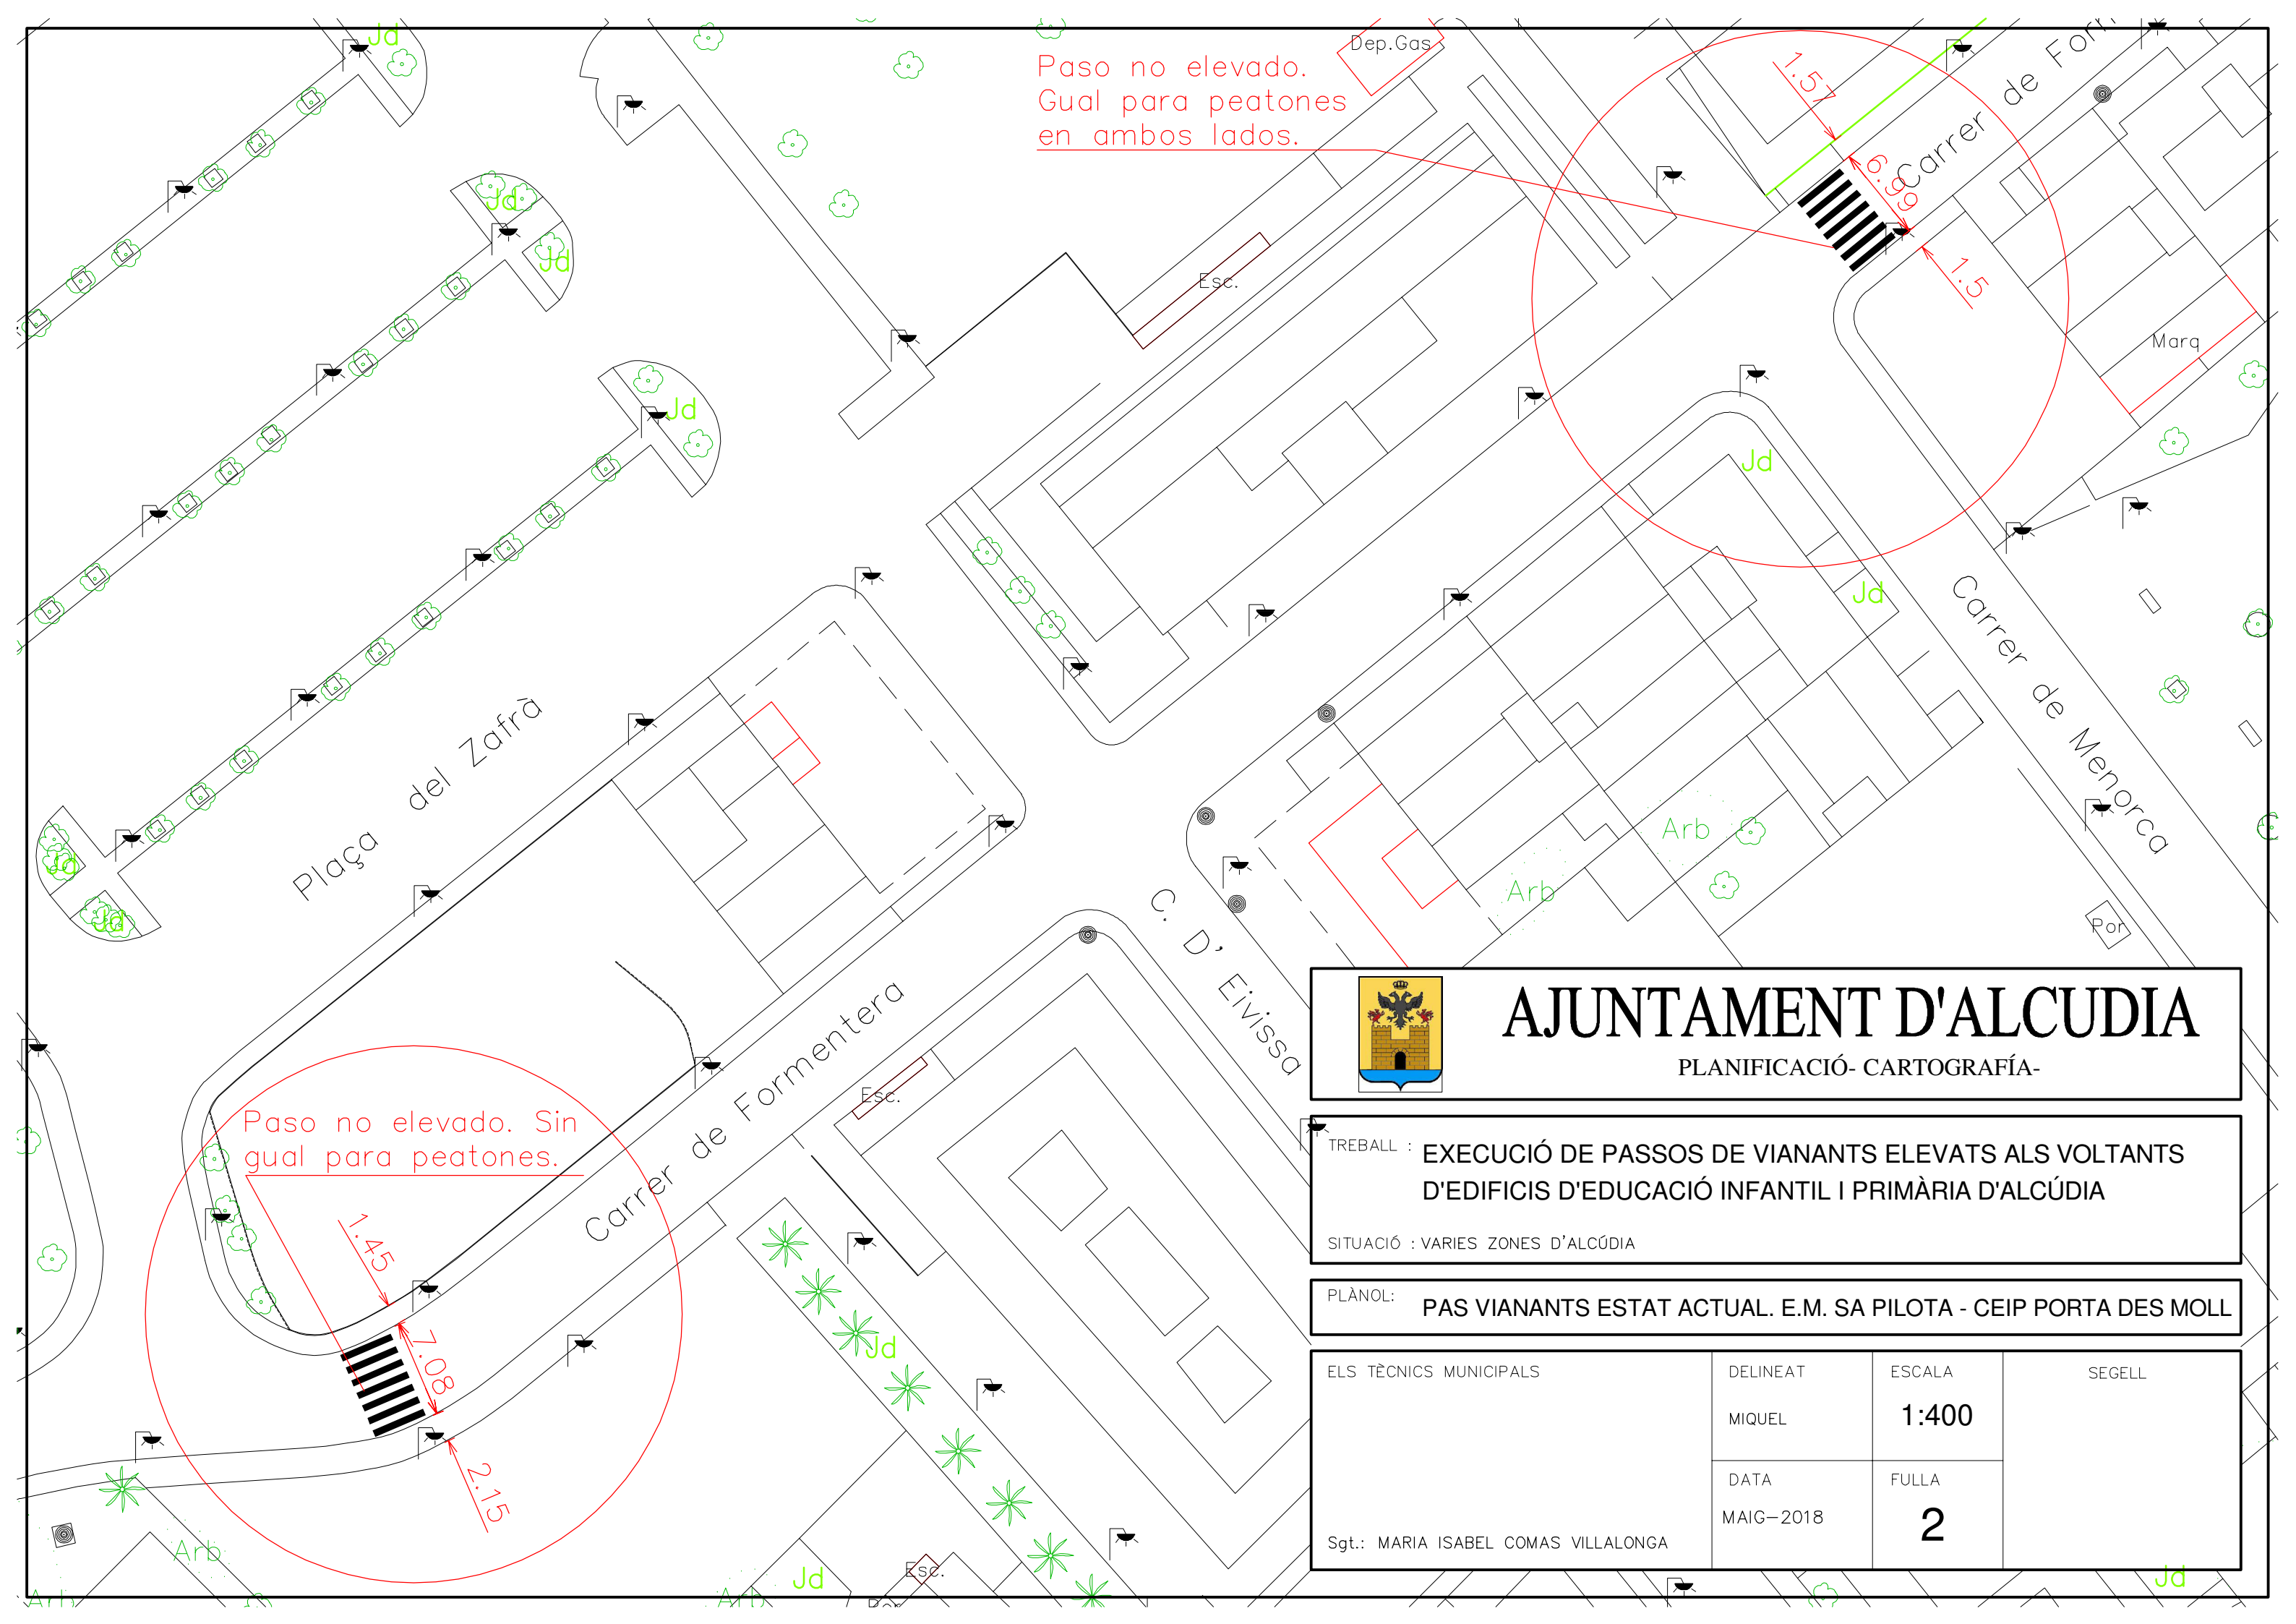 Jd
Dep.Gas
Paso no elevado.
Gual para peatones
en ambos lados.
1.57
6.99
1.5
Carrer de Form
Jd
Jd
Esc.
Marq
Jd
Jd
Jd
Carrer de Menorca
Plaça del Zafrà
Arb
Arb
Jd
Jd
C. D' Eivissa
Por
Carrer de Formentera
Esc.
Paso no elevado. Sin
gual para peatones.
1.45
7.08
2.15
Jd
Arb
Arb
Arb
Jd
Esc.
Por
Jd
AJUNTAMENT D'ALCUDIA
PLANIFICACIÓ- CARTOGRAFÍA-
TREBALL : EXECUCIÓ DE PASSOS DE VIANANTS ELEVATS ALS VOLTANTS
D'EDIFICIS D'EDUCACIÓ INFANTIL I PRIMÀRIA D'ALCÚDIA
SITUACIÓ : VARIES ZONES D'ALCÚDIA
PLÀNOL: PAS VIANANTS ESTAT ACTUAL. E.M. SA PILOTA - CEIP PORTA DES MOLL
ELS TÈCNICS MUNICIPALS
Sgt.: MARIA ISABEL COMAS VILLALONGA
DELINEAT
MIQUEL
ESCALA
1:400
DATA
MAIG-2018
FULLA
2
SEGELL